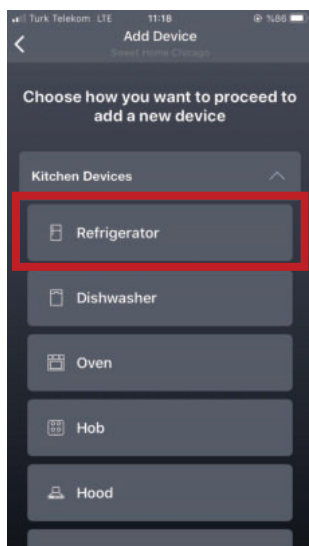 Turk Telekom LTE 11:18 %86
Add Device
Sweet Home Chicago
Choose how you want to proceed to
add a new device
Kitchen Devices
Refrigerator
Dishwasher
Oven
Hob
Hood